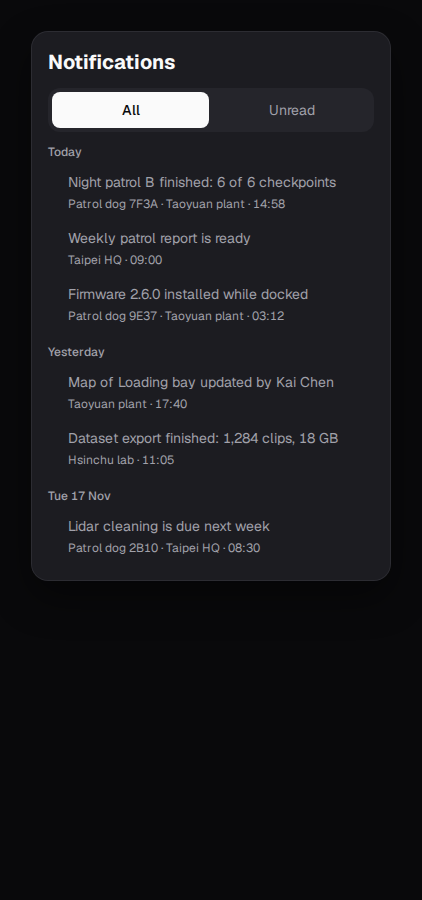 Notifications
All
Unread
Today
Night patrol B finished: 6 of 6 checkpoints
Patrol dog 7F3A · Taoyuan plant · 14:58
Weekly patrol report is ready
Taipei HQ · 09:00
Firmware 2.6.0 installed while docked
Patrol dog 9E37 · Taoyuan plant · 03:12
Yesterday
Map of Loading bay updated by Kai Chen
Taoyuan plant · 17:40
Dataset export finished: 1,284 clips, 18 GB
Hsinchu lab · 11:05
Tue 17 Nov
Lidar cleaning is due next week
Patrol dog 2B10 · Taipei HQ · 08:30